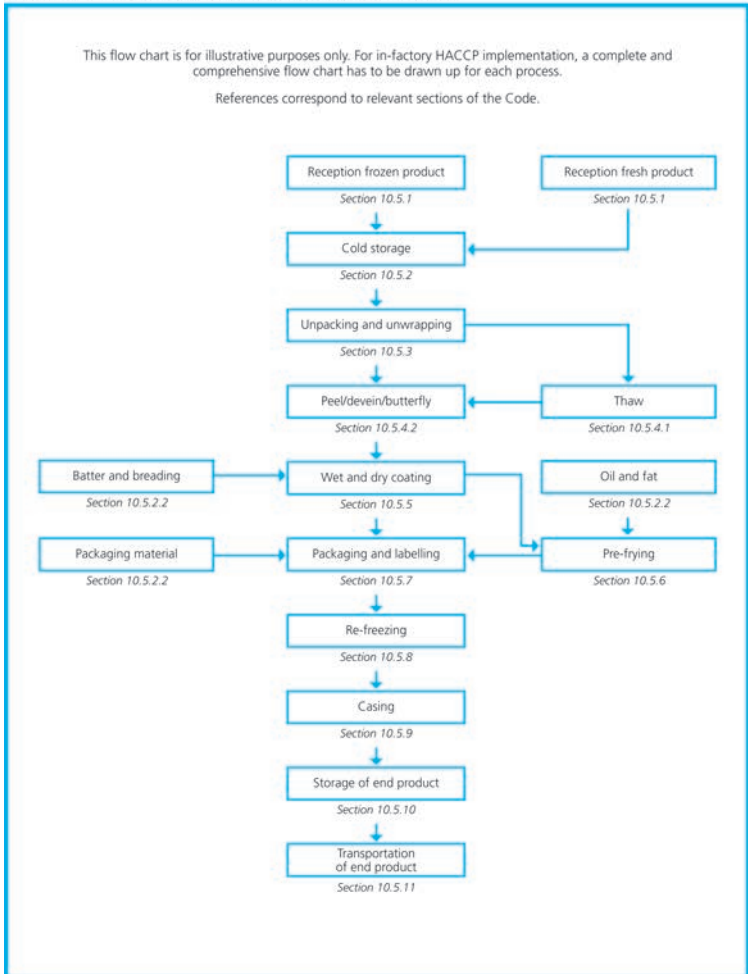 This flow chart is for illustrative purposes only. For in-factory HACCP implementation, a complete and
comprehensive flow chart has to be drawn up for each process.
References correspond to relevant sections of the Code.
Reception frozen product
Section 10.5.1
Reception fresh product
Section 10.5.1
Cold storage
Section 10.5.2
Unpacking and unwrapping
Section 10.5.3
Peel/devein/butterfly
Section 10.5.4.2
Thaw
Section 10.5.4.1
Batter and breading
Section 10.5.2.2
Wet and dry coating
Section 10.5.5
Oil and fat
Section 10.5.2.2
Packaging material
Section 10.5.2.2
Packaging and labelling
Section 10.5.7
Pre-frying
Section 10.5.6
Re-freezing
Section 10.5.8
Casing
Section 10.5.9
Storage of end product
Section 10.5.10
Transportation
of end product
Section 10.5.11